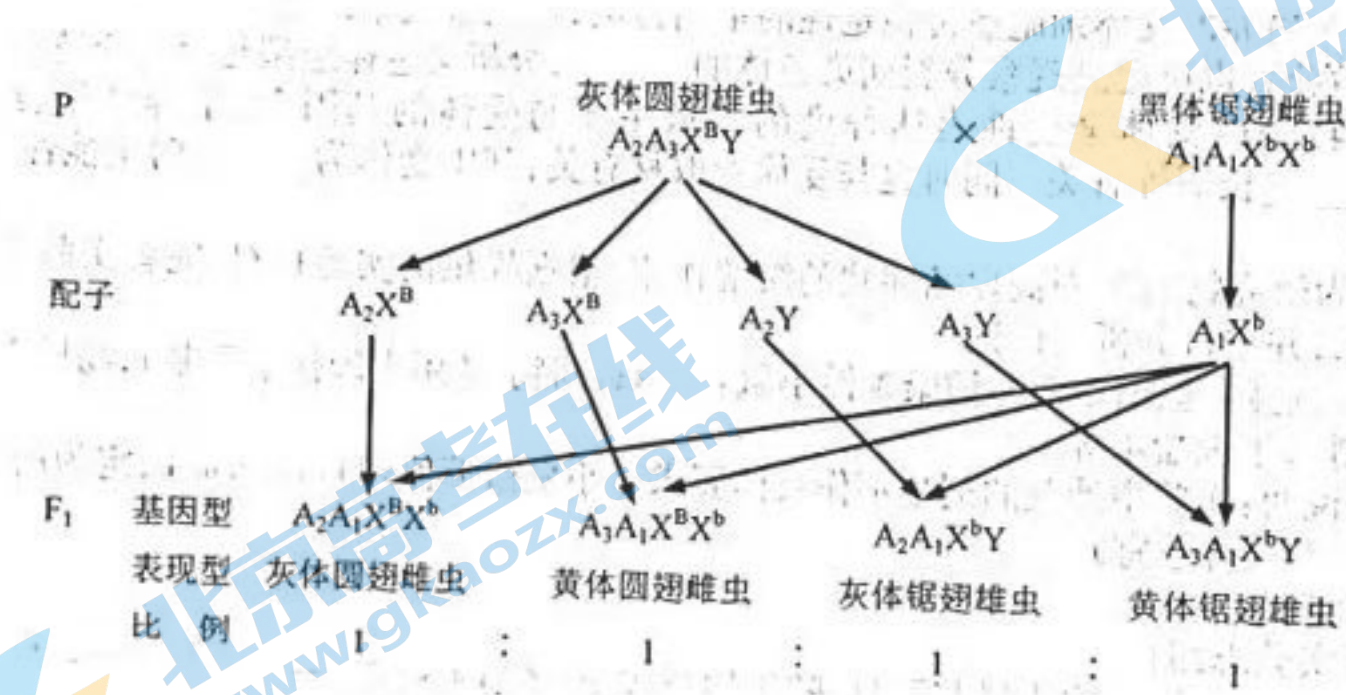 P 灰体圆翅雄虫 × 黑体锯翅雌虫
A₂A₃XᴮY A₁A₁XᵇXᵇ
配子 A₂Xᴮ A₃Xᴮ A₂Y A₃Y A₁Xᵇ
F₁ 基因型 A₂A₁XᴮXᵇ A₃A₁XᴮXᵇ A₂A₁XᵇY A₃A₁XᵇY
表现型 灰体圆翅雌虫 黄体圆翅雌虫 灰体锯翅雄虫 黄体锯翅雄虫
比 例 1 : 1 : 1 : 1
北京高考在线
www.gkaozx.com